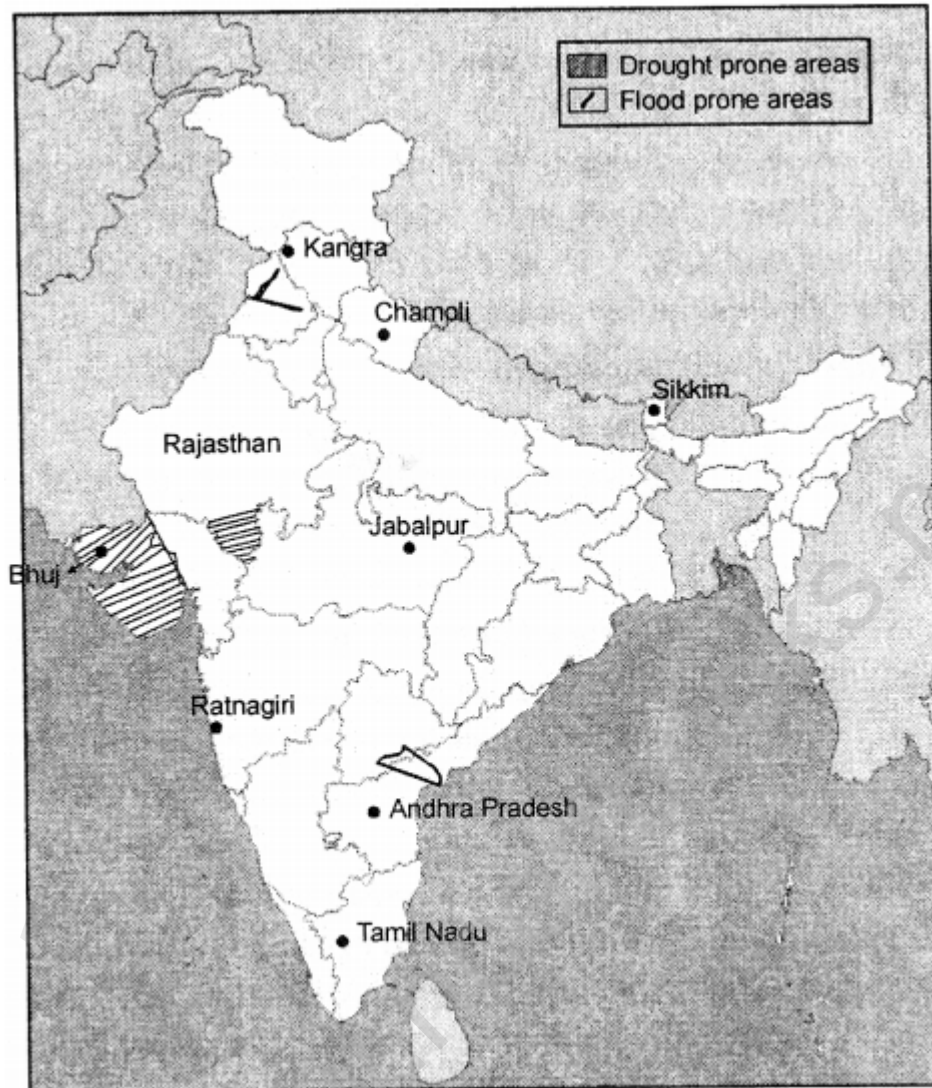 Drought prone areas
Flood prone areas
Kangra
Chamoli
Sikkim
Rajasthan
Jabalpur
Bhuj
Ratnagiri
Andhra Pradesh
Tamil Nadu